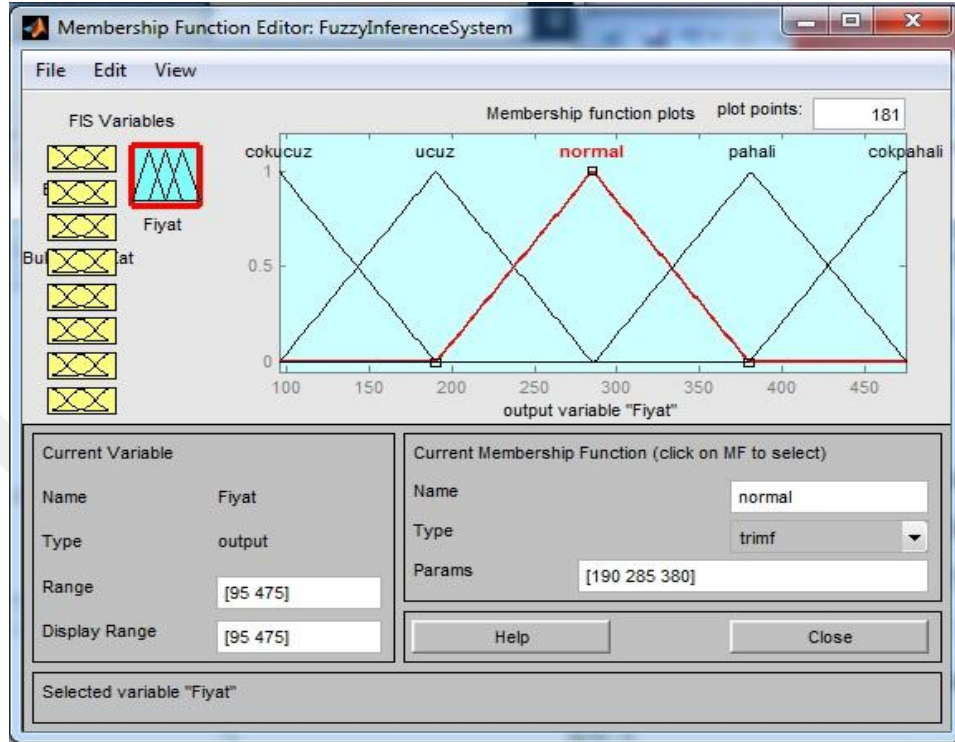 Membership Function Editor: FuzzyInferenceSystem
File Edit View
FIS Variables
Fiyat
Membership function plots plot points: 181
cokucuz ucuz normal pahali cokpahali
1
0.5
0
100 150 200 250 300 350 400 450
output variable "Fiyat"
Current Variable
Name Fiyat
Type output
Range [95 475]
Display Range [95 475]
Current Membership Function (click on MF to select)
Name normal
Type trimf
Params [190 285 380]
Help Close
Selected variable "Fiyat"